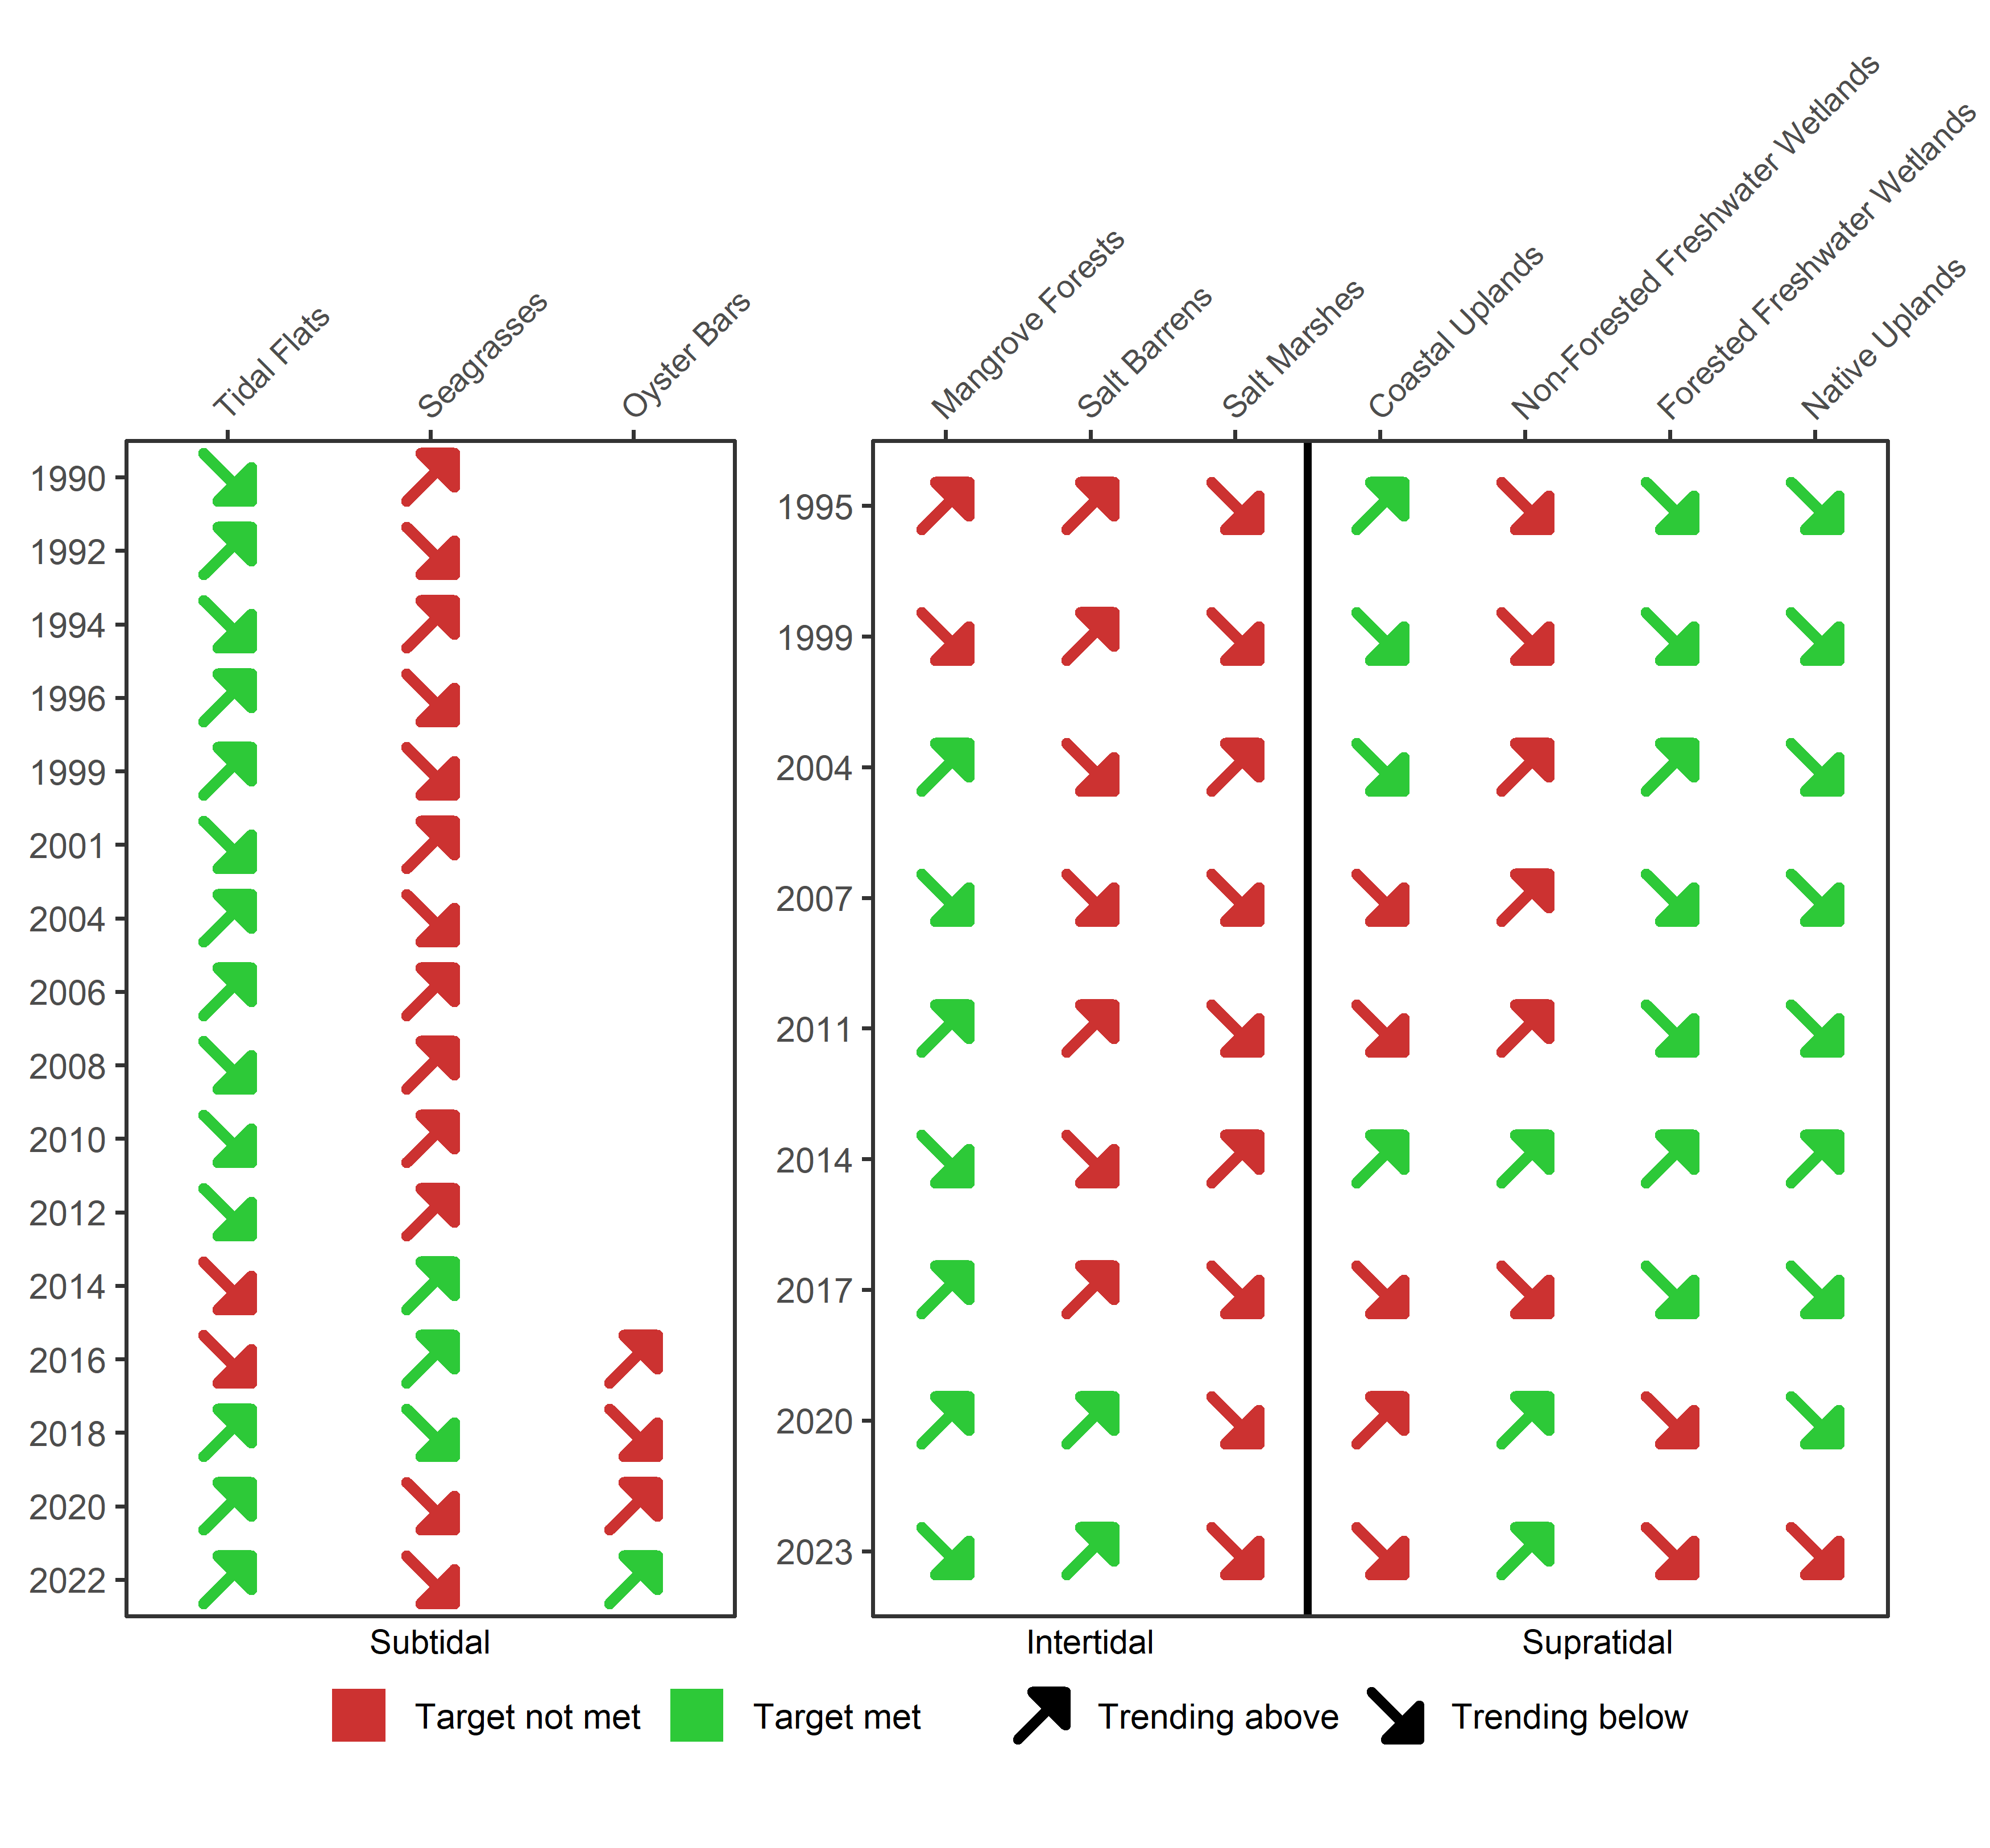 Tidal Flats
Seagrasses
Oyster Bars
Mangrove Forests
Salt Barrens
Salt Marshes
Coastal Uplands
Non-Forested Freshwater Wetlands
Forested Freshwater Wetlands
Native Uplands
1990
1992
1994
1996
1999
2001
2004
2006
2008
2010
2012
2014
2016
2018
2020
2022
1995
1999
2004
2007
2011
2014
2017
2020
2023
Subtidal
Intertidal
Supratidal
Target not met
Target met
Trending above
Trending below